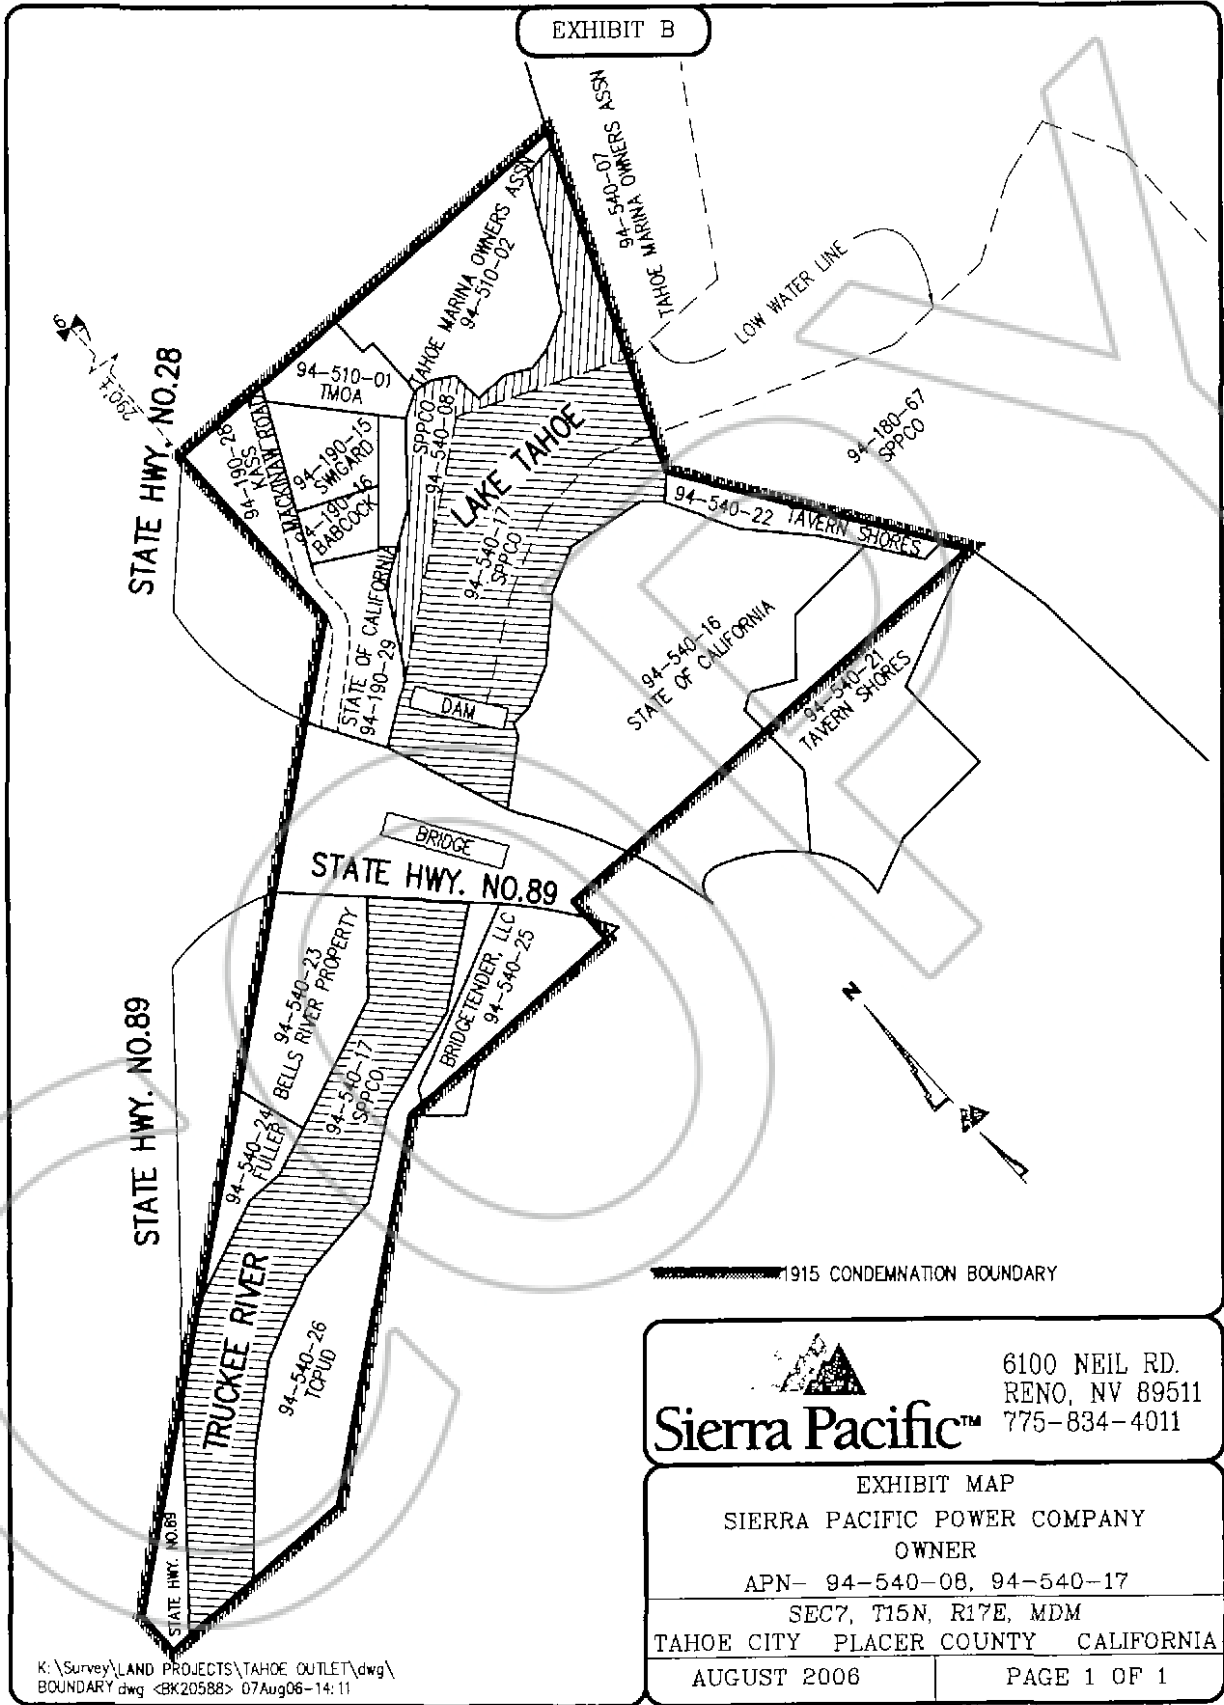 EXHIBIT B
94-540-07
TAHOE MARINA OWNERS ASSN
TAHOE MARINA OWNERS ASSN
TAHOE MARINA OWNERS ASSN
94-510-02
LOW WATER LINE
STATE HWY. NO.28
94-510-01
TMOA
94-190-28
KASS
MACKINAW ROAD
94-190-15
SWIGARD
94-190-16
BABCOCK
SPPCO
94-540-08
LAKE TAHOE
94-540-17
SPPCO
94-180-67
SPPCO
94-540-22 TAVERN SHORES
STATE OF CALIFORNIA
94-190-29
94-540-16
STATE OF CALIFORNIA
94-540-21
TAVERN SHORES
DAM
BRIDGE
STATE HWY. NO.89
94-540-23
BELLS RIVER PROPERTY
BRIDGETENDER, LLC
94-540-25
STATE HWY. NO.89
94-540-17
SPPCO
94-540-24
FULLER
N
TRUCKEE RIVER
94-540-26
TCPUD
STATE HWY. NO.89
1915 CONDEMNATION BOUNDARY
Sierra Pacific™
6100 NEIL RD.
RENO, NV 89511
775-834-4011
EXHIBIT MAP
SIERRA PACIFIC POWER COMPANY
OWNER
APN- 94-540-08, 94-540-17
SEC7, T15N, R17E, MDM
TAHOE CITY PLACER COUNTY CALIFORNIA
AUGUST 2006
PAGE 1 OF 1
K:\Survey\LAND PROJECTS\TAHOE OUTLET\dwg\
BOUNDARY dwg <BK20588> 07Aug06-14:11
COPY